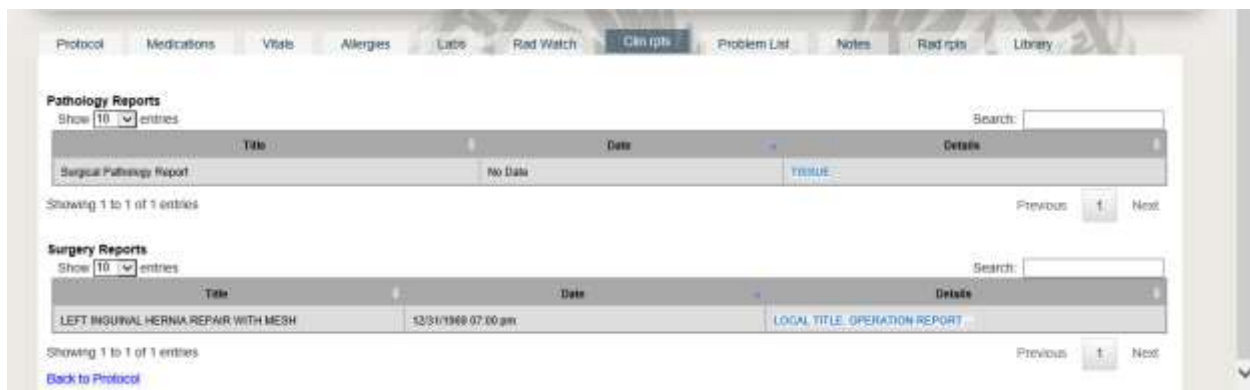 Protocol Medications Vitals Allergies Labs Rad Watch Clin rpts Problem List Notes Rad rpts Library
Pathology Reports
Show 10 entries Search:
Title Date Details
Surgical Pathology Report No Date TISSUE
Showing 1 to 1 of 1 entries Previous 1 Next
Surgery Reports
Show 10 entries Search:
Title Date Details
LEFT INGUINAL HERNIA REPAIR WITH MESH 12/31/1969 07:00 pm LOCAL TITLE: OPERATION REPORT
Showing 1 to 1 of 1 entries Previous 1 Next
Back to Protocol